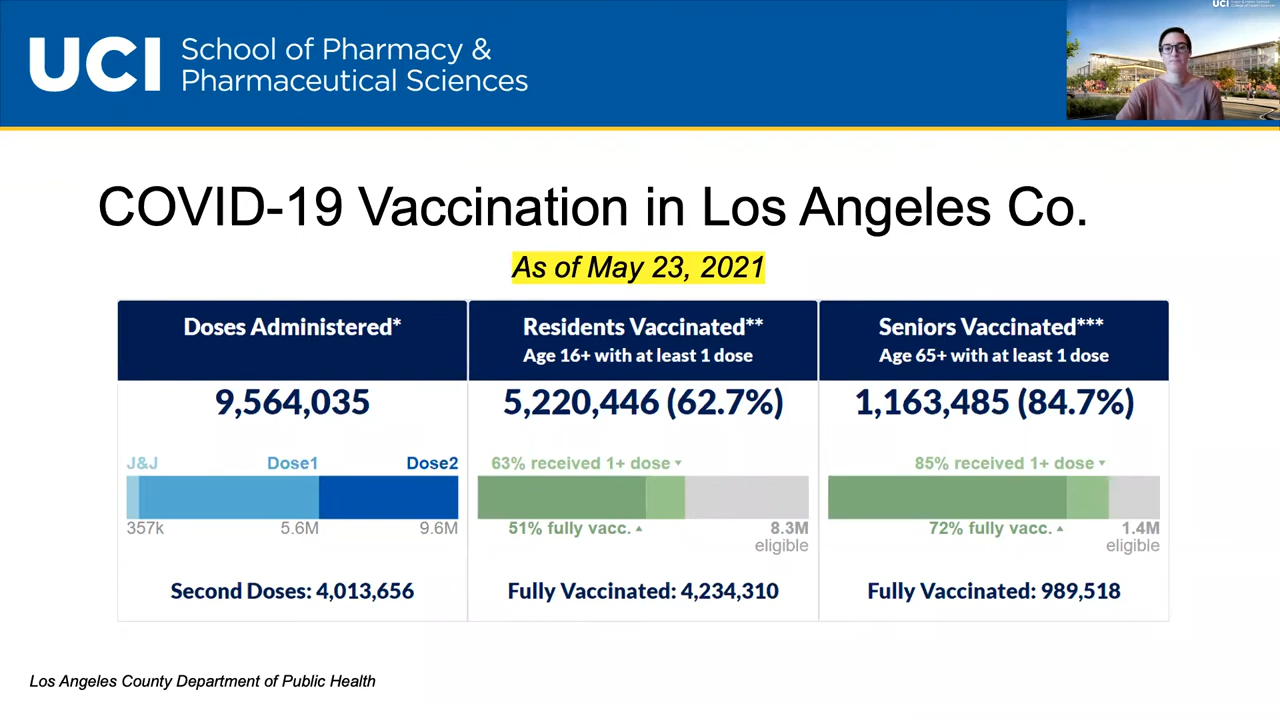 UCI School of Pharmacy &
Pharmaceutical Sciences
UCI
COVID-19 Vaccination in Los Angeles Co.
As of May 23, 2021
Doses Administered*
9,564,035
J&J Dose1 Dose2
357k 5.6M 9.6M
Second Doses: 4,013,656
Residents Vaccinated**
Age 16+ with at least 1 dose
5,220,446 (62.7%)
63% received 1+ dose ▾
51% fully vacc. ▴ 8.3M
eligible
Fully Vaccinated: 4,234,310
Seniors Vaccinated***
Age 65+ with at least 1 dose
1,163,485 (84.7%)
85% received 1+ dose ▾
72% fully vacc. ▴ 1.4M
eligible
Fully Vaccinated: 989,518
Los Angeles County Department of Public Health